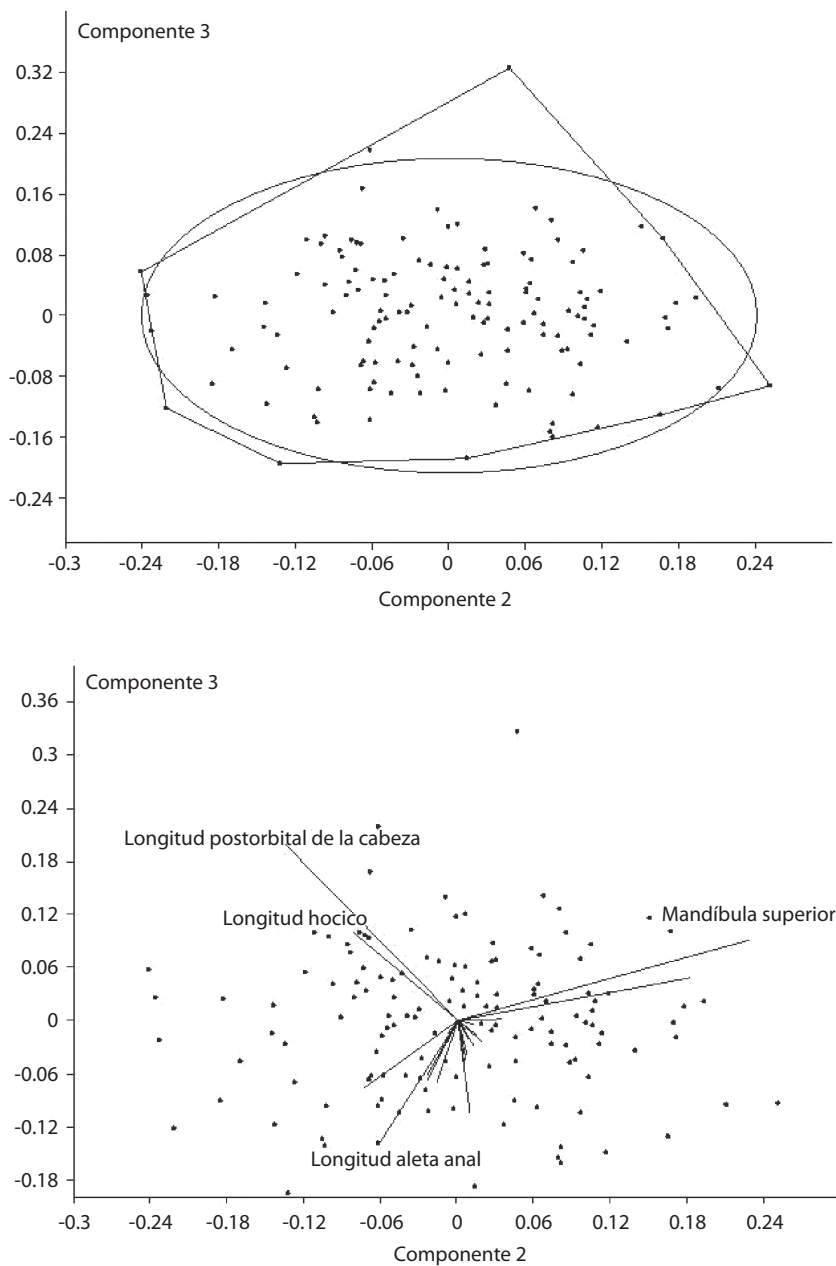 Componente 3
0.32
0.24
0.16
0.08
0
-0.08
-0.16
-0.24
-0.3 -0.24 -0.18 -0.12 -0.06 0 0.06 0.12 0.18 0.24
Componente 2
Componente 3
0.36
0.3
0.24
Longitud postorbital de la cabeza
0.18
Longitud hocico
Mandíbula superior
0.12
0.06
0
-0.06
-0.12
Longitud aleta anal
-0.18
-0.3 -0.24 -0.18 -0.12 -0.06 0 0.06 0.12 0.18 0.24
Componente 2